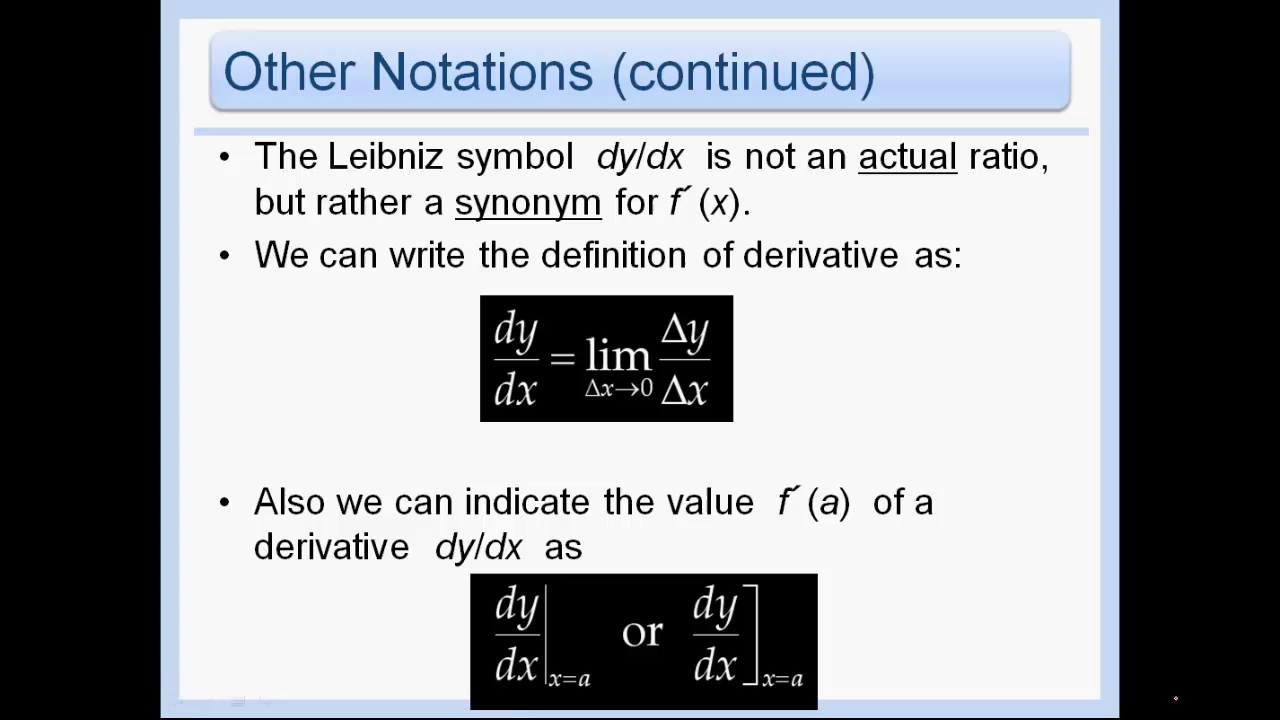 Other Notations (continued)
• The Leibniz symbol dy/dx is not an actual ratio,
but rather a synonym for f´ (x).
• We can write the definition of derivative as:
dy/dx = lim Δx→0 Δy/Δx
• Also we can indicate the value f´ (a) of a
derivative dy/dx as
dy/dx|x=a or dy/dx]x=a